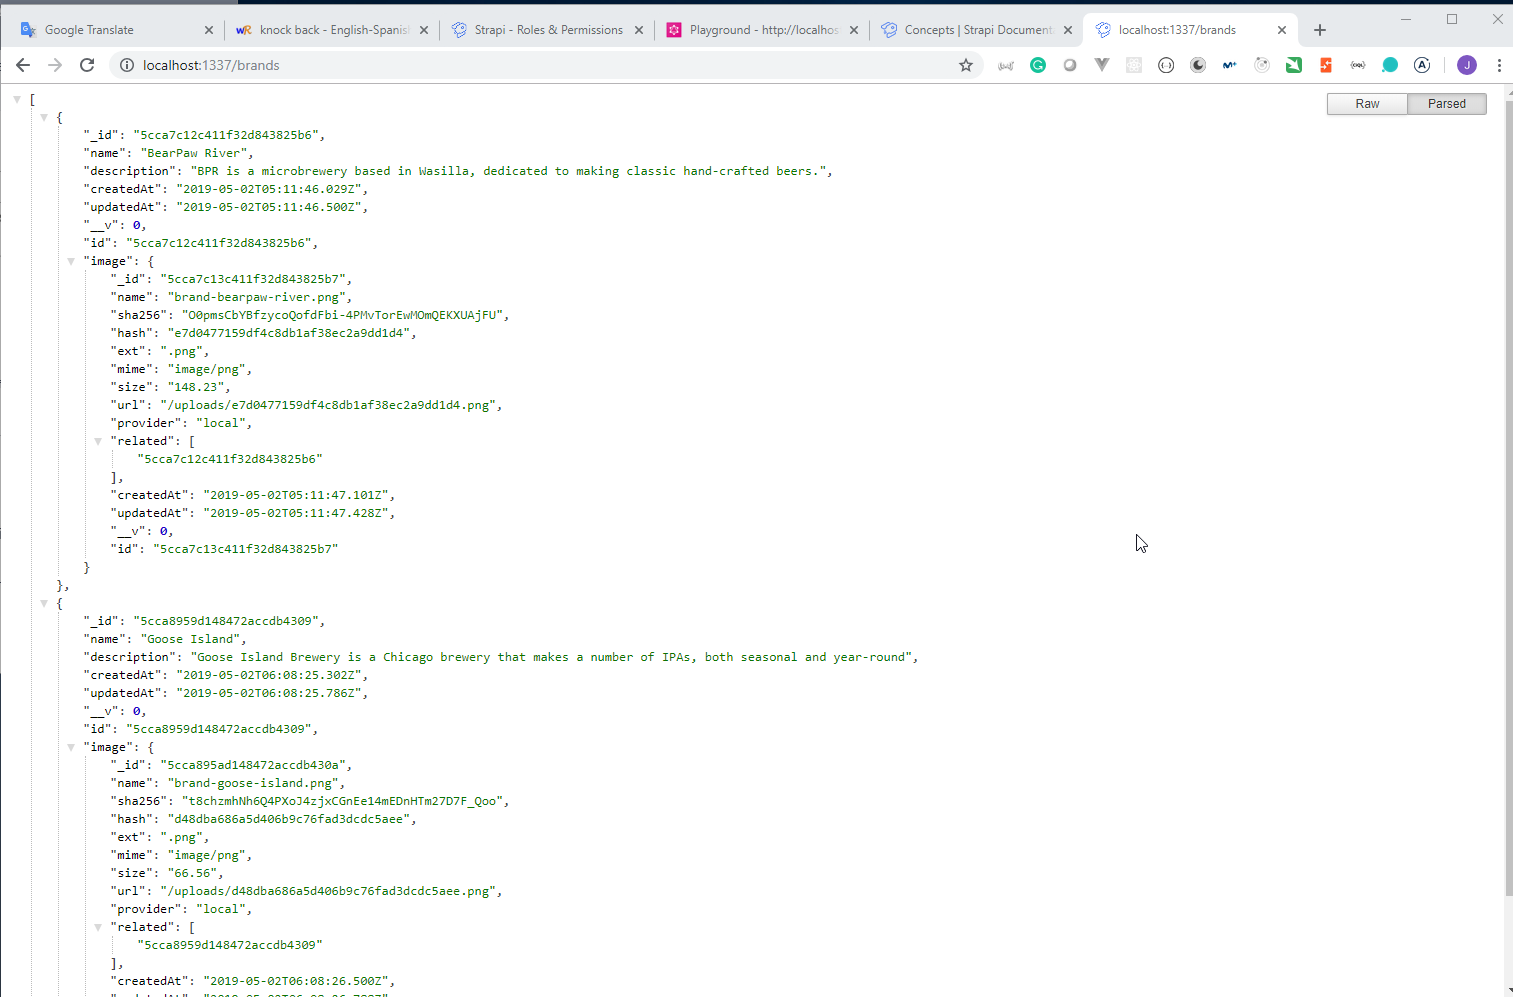 Google Translate
knock back - English-Spanish
Strapi - Roles & Permissions
Playground - http://localhos
Concepts | Strapi Document
localhost:1337/brands
localhost:1337/brands
Raw
Parsed
[
{
"_id": "5cca7c12c411f32d843825b6",
"name": "BearPaw River",
"description": "BPR is a microbrewery based in Wasilla, dedicated to making classic hand-crafted beers.",
"createdAt": "2019-05-02T05:11:46.029Z",
"updatedAt": "2019-05-02T05:11:46.500Z",
"__v": 0,
"id": "5cca7c12c411f32d843825b6",
"image": {
"_id": "5cca7c13c411f32d843825b7",
"name": "brand-bearpaw-river.png",
"sha256": "O0pmsCbYBfzycoQofdFbi-4PMvTorEwMOmQEKXUAjFU",
"hash": "e7d0477159df4c8db1af38ec2a9dd1d4",
"ext": ".png",
"mime": "image/png",
"size": "148.23",
"url": "/uploads/e7d0477159df4c8db1af38ec2a9dd1d4.png",
"provider": "local",
"related": [
"5cca7c12c411f32d843825b6"
],
"createdAt": "2019-05-02T05:11:47.101Z",
"updatedAt": "2019-05-02T05:11:47.428Z",
"__v": 0,
"id": "5cca7c13c411f32d843825b7"
}
},
{
"_id": "5cca8959d148472accdb4309",
"name": "Goose Island",
"description": "Goose Island Brewery is a Chicago brewery that makes a number of IPAs, both seasonal and year-round",
"createdAt": "2019-05-02T06:08:25.302Z",
"updatedAt": "2019-05-02T06:08:25.786Z",
"__v": 0,
"id": "5cca8959d148472accdb4309",
"image": {
"_id": "5cca895ad148472accdb430a",
"name": "brand-goose-island.png",
"sha256": "t8chzmhNh6Q4PXoJ4zjxCGnEe14mEDnHTm27D7F_Qoo",
"hash": "d48dba686a5d406b9c76fad3dcdc5aee",
"ext": ".png",
"mime": "image/png",
"size": "66.56",
"url": "/uploads/d48dba686a5d406b9c76fad3dcdc5aee.png",
"provider": "local",
"related": [
"5cca8959d148472accdb4309"
],
"createdAt": "2019-05-02T06:08:26.500Z",